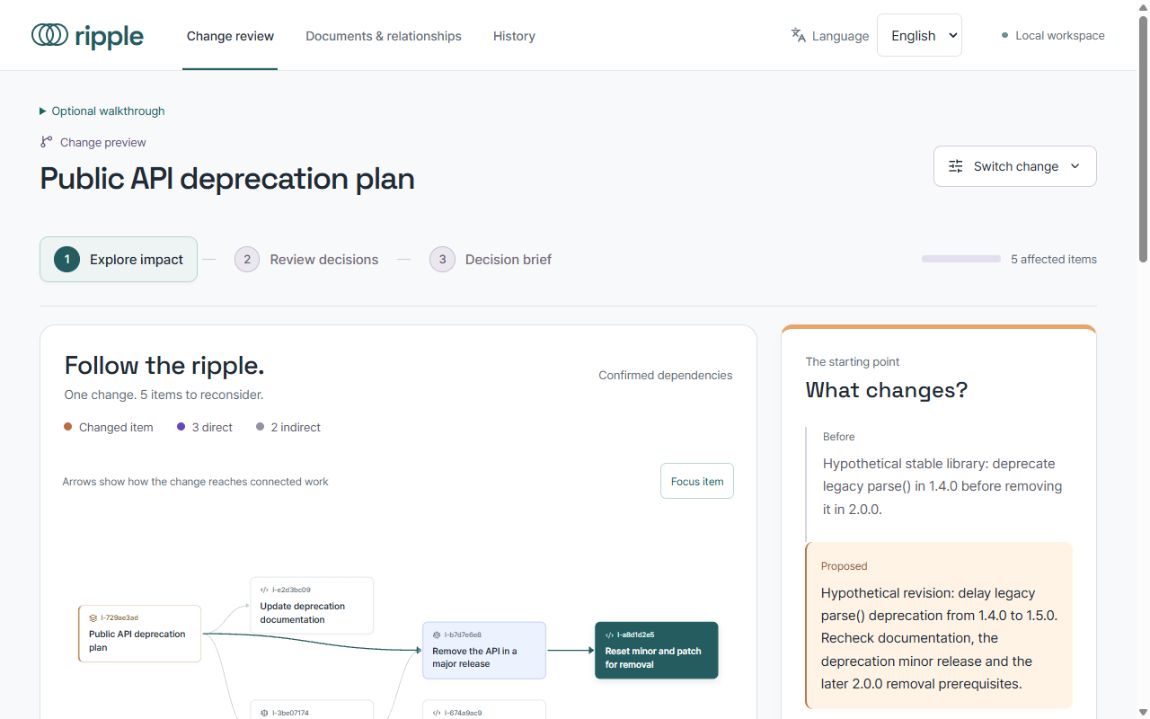 ripple
Change review
Documents & relationships
History
Language
English
Local workspace
Optional walkthrough
Change preview
Public API deprecation plan
Switch change
1 Explore impact
2 Review decisions
3 Decision brief
5 affected items
Follow the ripple.
One change. 5 items to reconsider.
Confirmed dependencies
Changed item
3 direct
2 indirect
Arrows show how the change reaches connected work
Focus item
I-729ae3ad
Public API deprecation
plan
I-e2d3bc09
Update deprecation
documentation
I-b7d7e6e8
Remove the API in a
major release
I-a8d1d2e5
Reset minor and patch
for removal
I-3be07174
I-674a9ac9
The starting point
What changes?
Before
Hypothetical stable library: deprecate
legacy parse() in 1.4.0 before removing
it in 2.0.0.
Proposed
Hypothetical revision: delay legacy
parse() deprecation from 1.4.0 to 1.5.0.
Recheck documentation, the
deprecation minor release and the
later 2.0.0 removal prerequisites.